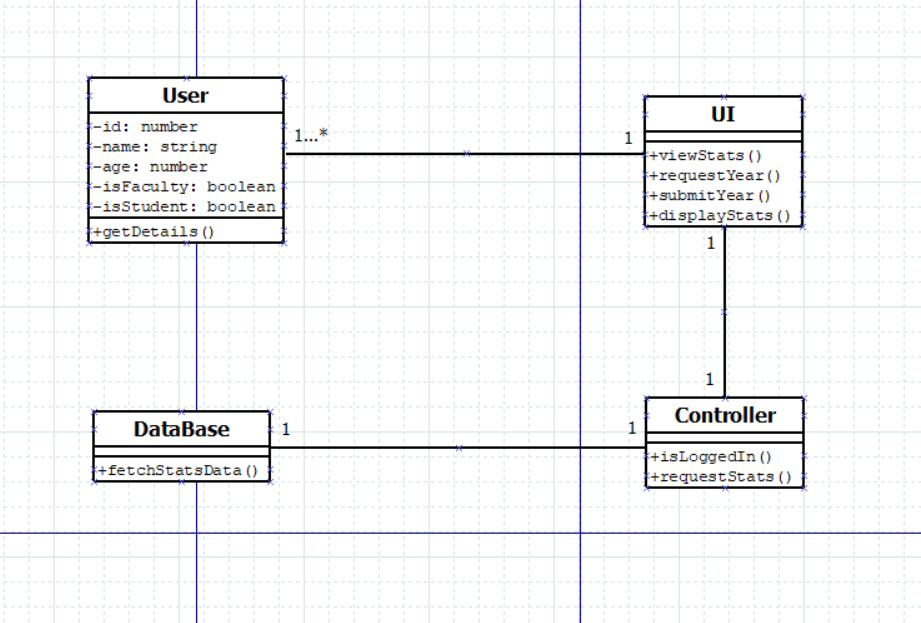 User
-id: number
-name: string
-age: number
-isFaculty: boolean
-isStudent: boolean
+getDetails()
1...*
1
UI
+viewStats()
+requestYear()
+submitYear()
+displayStats()
1
1
DataBase
+fetchStatsData()
1
1
Controller
+isLoggedIn()
+requestStats()